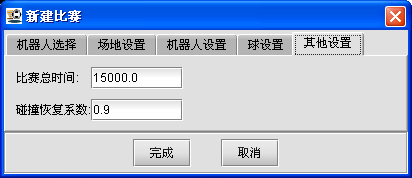 新建比赛
机器人选择 场地设置 机器人设置 球设置 其他设置
比赛总时间: 15000.0
碰撞恢复系数: 0.9
完成 取消